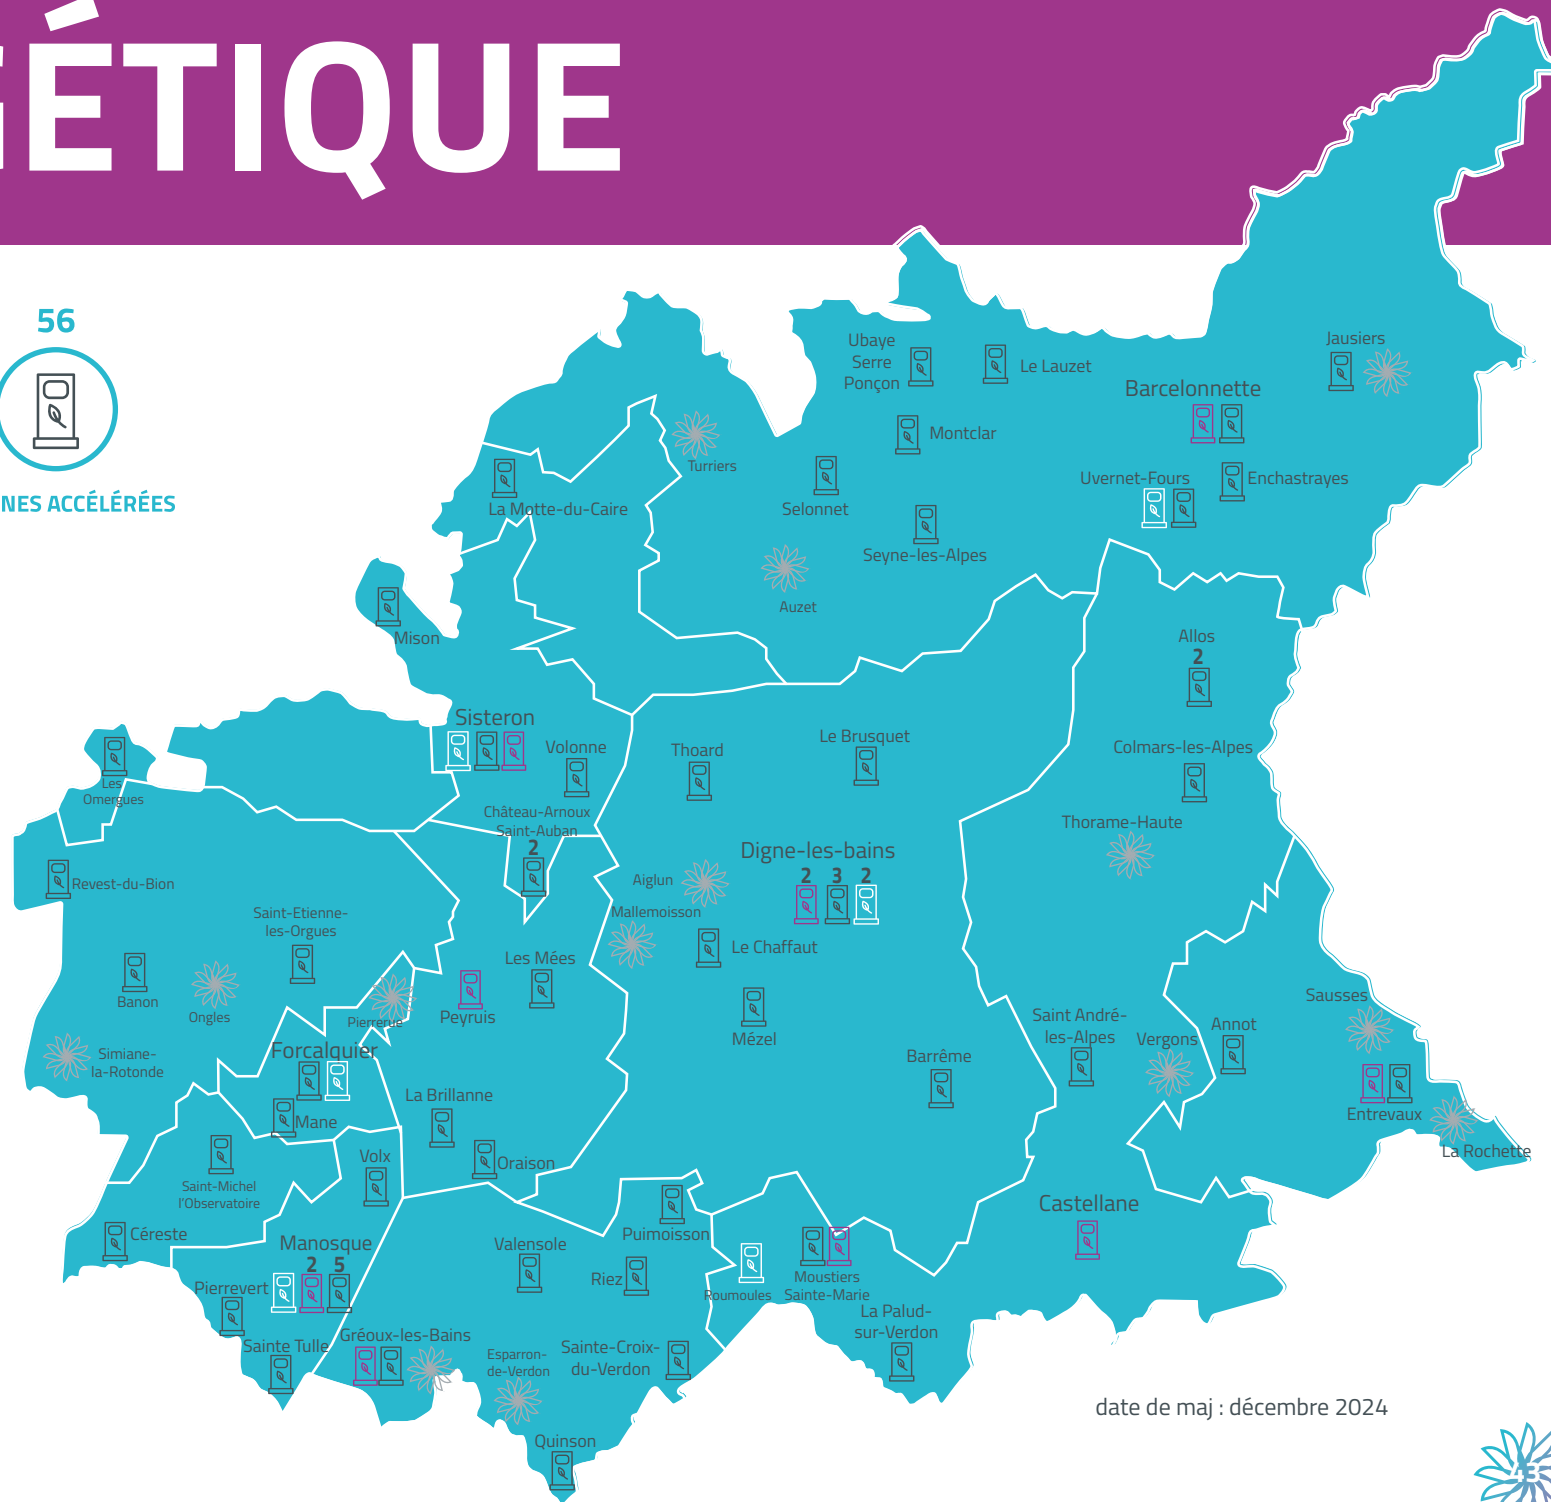 GÉTIQUE
56
NES ACCÉLÉRÉES
Ubaye
Serre
Ponçon
Le Lauzet
Jausiers
Barcelonnette
Montclar
Turriers
Uvernet-Fours
Enchastrayes
La Motte-du-Caire
Selonnet
Seyne-les-Alpes
Auzet
Mison
Allos
2
Sisteron
Volonne
Thoard
Le Brusquet
Colmars-les-Alpes
Les
Omergues
Château-Arnoux
Saint-Auban
2
Thorame-Haute
Digne-les-bains
2 3 2
Revest-du-Bion
Aiglun
Mallemoisson
Saint-Etienne-
les-Orgues
Le Chaffaut
Les Mées
Banon
Ongles
Pierrerue
Peyruis
Mézel
Sausses
Saint André-
les-Alpes
Vergons
Annot
Simiane-
la-Rotonde
Forcalquier
Barrême
La Brillanne
Mane
Entrevaux
La Rochette
Volx
Oraison
Saint-Michel
l'Observatoire
Castellane
Céreste
Puimoisson
Manosque
2 5
Valensole
Riez
Pierrevert
Roumoules
Moustiers
Sainte-Marie
La Palud-
sur-Verdon
Sainte Tulle
Gréoux-les-Bains
Esparron-
de-Verdon
Sainte-Croix-
du-Verdon
Quinson
date de maj : décembre 2024
43